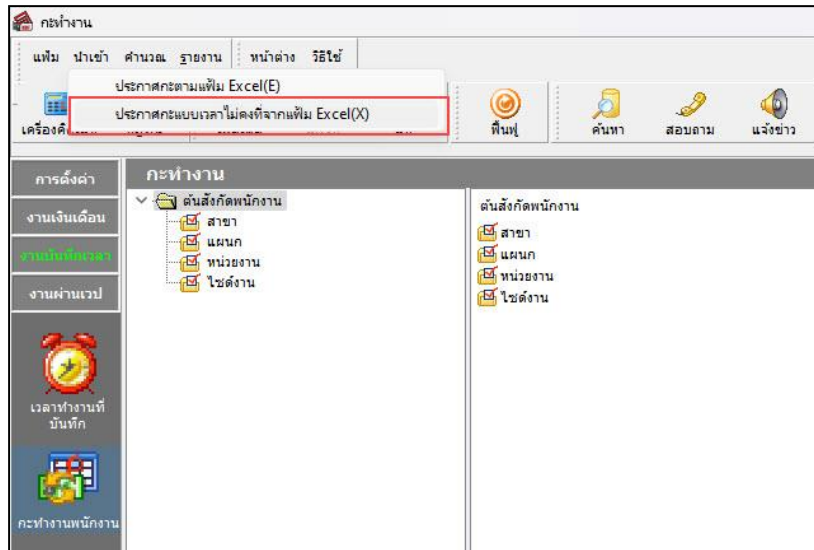 กะทำงาน
แฟ้ม นำเข้า คำนวณ รายงาน หน้าต่าง วิธีใช้
ประกาศกะตามแฟ้ม Excel(E)
ประกาศกะแบบเวลาไม่คงที่จากแฟ้ม Excel(X)
ฟื้นฟู ค้นหา สอบถาม แจ้งข่าว
การตั้งค่า
งานเงินเดือน
งานบันทึกเวลา
งานผ่านเวป
เวลาทำงานที่
บันทึก
กะทำงานพนักงาน
กะทำงาน
ต้นสังกัดพนักงาน
สาขา
แผนก
หน่วยงาน
ไซด์งาน
ต้นสังกัดพนักงาน
สาขา
แผนก
หน่วยงาน
ไซด์งาน